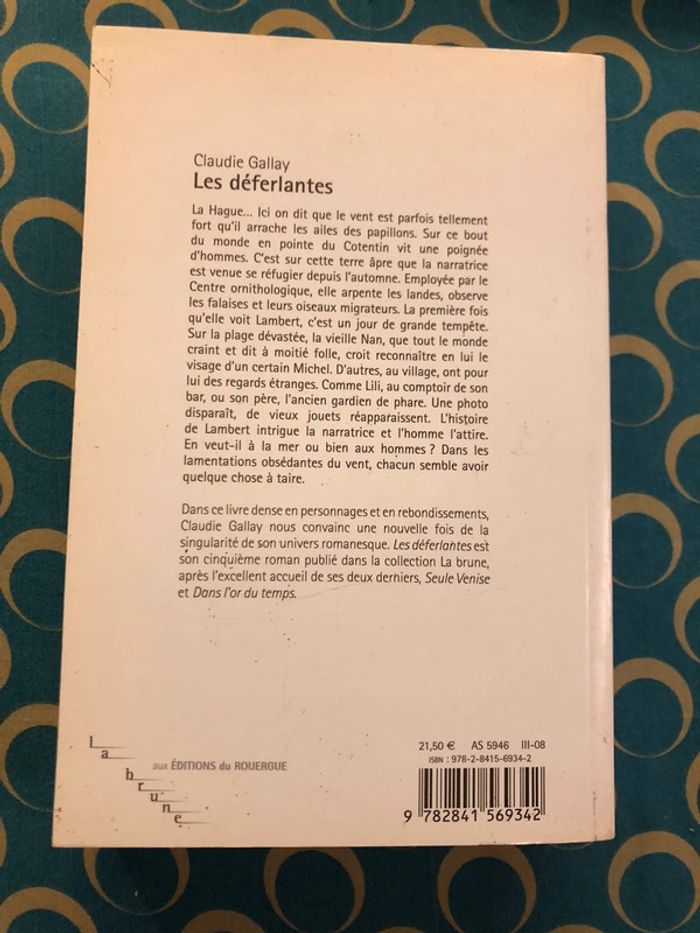 Claudie Gallay
Les déferlantes
La Hague... Ici on dit que le vent est parfois tellement
fort qu'il arrache les ailes des papillons. Sur ce bout
du monde en pointe du Cotentin vit une poignée
d'hommes. C'est sur cette terre âpre que la narratrice
est venue se réfugier depuis l'automne. Employée par le
Centre ornithologique, elle arpente les landes, observe
les falaises et leurs oiseaux migrateurs. La première fois
qu'elle voit Lambert, c'est un jour de grande tempête.
Sur la plage dévastée, la vieille Nan, que tout le monde
craint et dit à moitié folle, croit reconnaître en lui le
visage d'un certain Michel. D'autres, au village, ont pour
lui des regards étranges. Comme Lili, au comptoir de son
bar, ou son père, l'ancien gardien de phare. Une photo
disparaît, de vieux jouets réapparaissent. L'histoire
de Lambert intrigue la narratrice et l'homme l'attire.
En veut-il à la mer ou bien aux hommes ? Dans les
lamentations obsédantes du vent, chacun semble avoir
quelque chose à taire.
Dans ce livre dense en personnages et en rebondissements,
Claudie Gallay nous convainc une nouvelle fois de la
singularité de son univers romanesque. Les déferlantes est
son cinquième roman publié dans la collection La brune,
après l'excellent accueil de ses deux derniers, Seule Venise
et Dans l'or du temps.
la brune
aux ÉDITIONS du ROUERGUE
21,50 € AS 5946 III-08
ISBN : 978-2-8415-6934-2
9 782841 569342